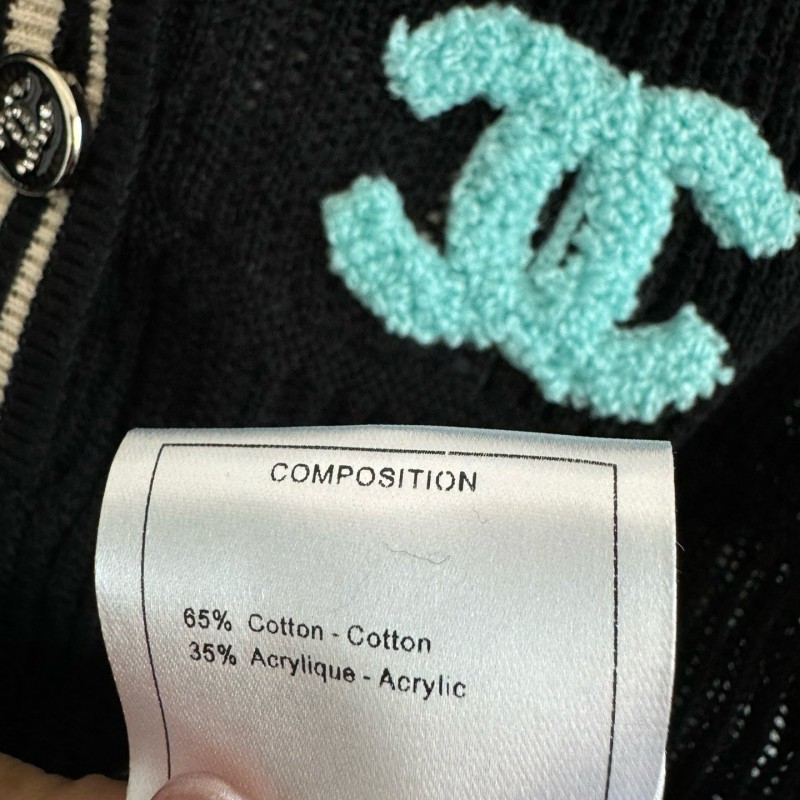 COMPOSITION
65% Cotton - Cotton
35% Acrylique - Acrylic